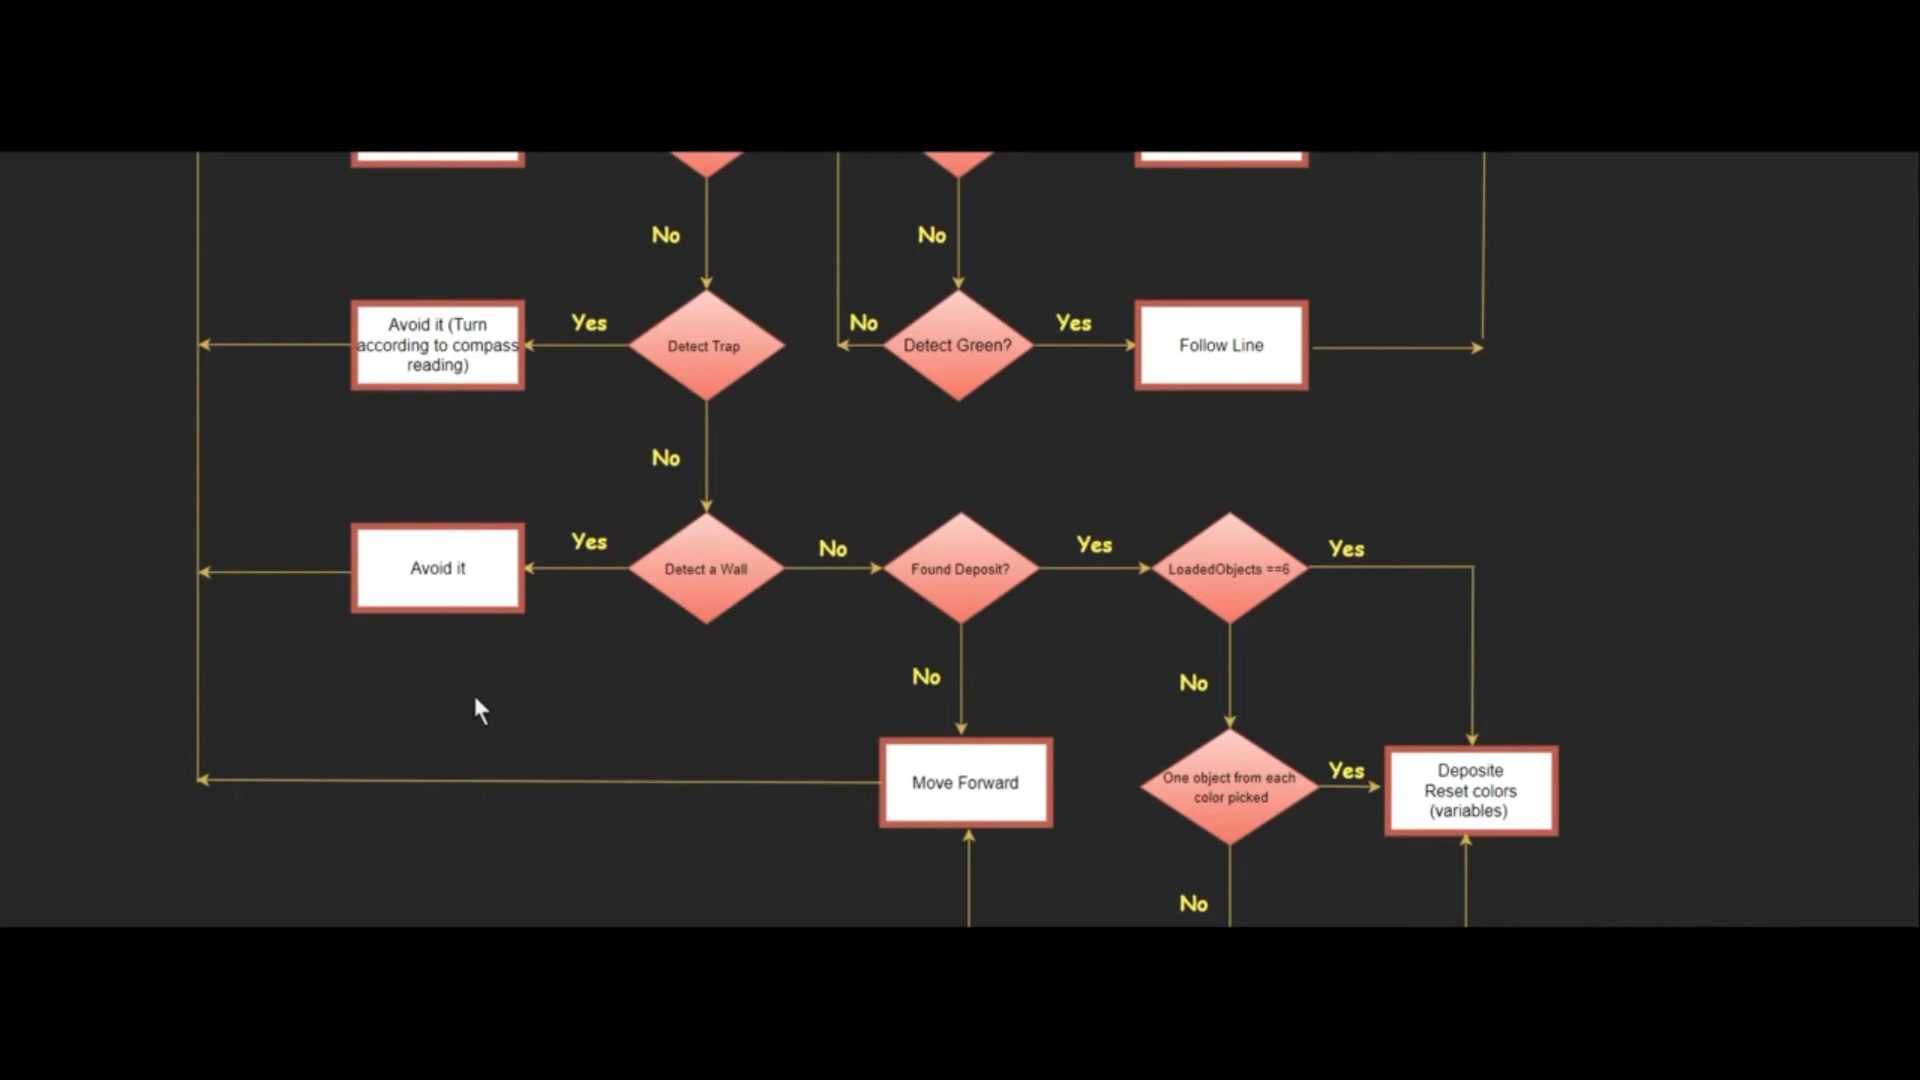 No
No
Avoid it (Turn
according to compass
reading)
Yes
Detect Trap
No
Detect Green?
Yes
Follow Line
No
Avoid it
Yes
Detect a Wall
No
Found Deposit?
Yes
LoadedObjects ==6
Yes
No
No
Move Forward
One object from each
color picked
Yes
Deposite
Reset colors
(variables)
No